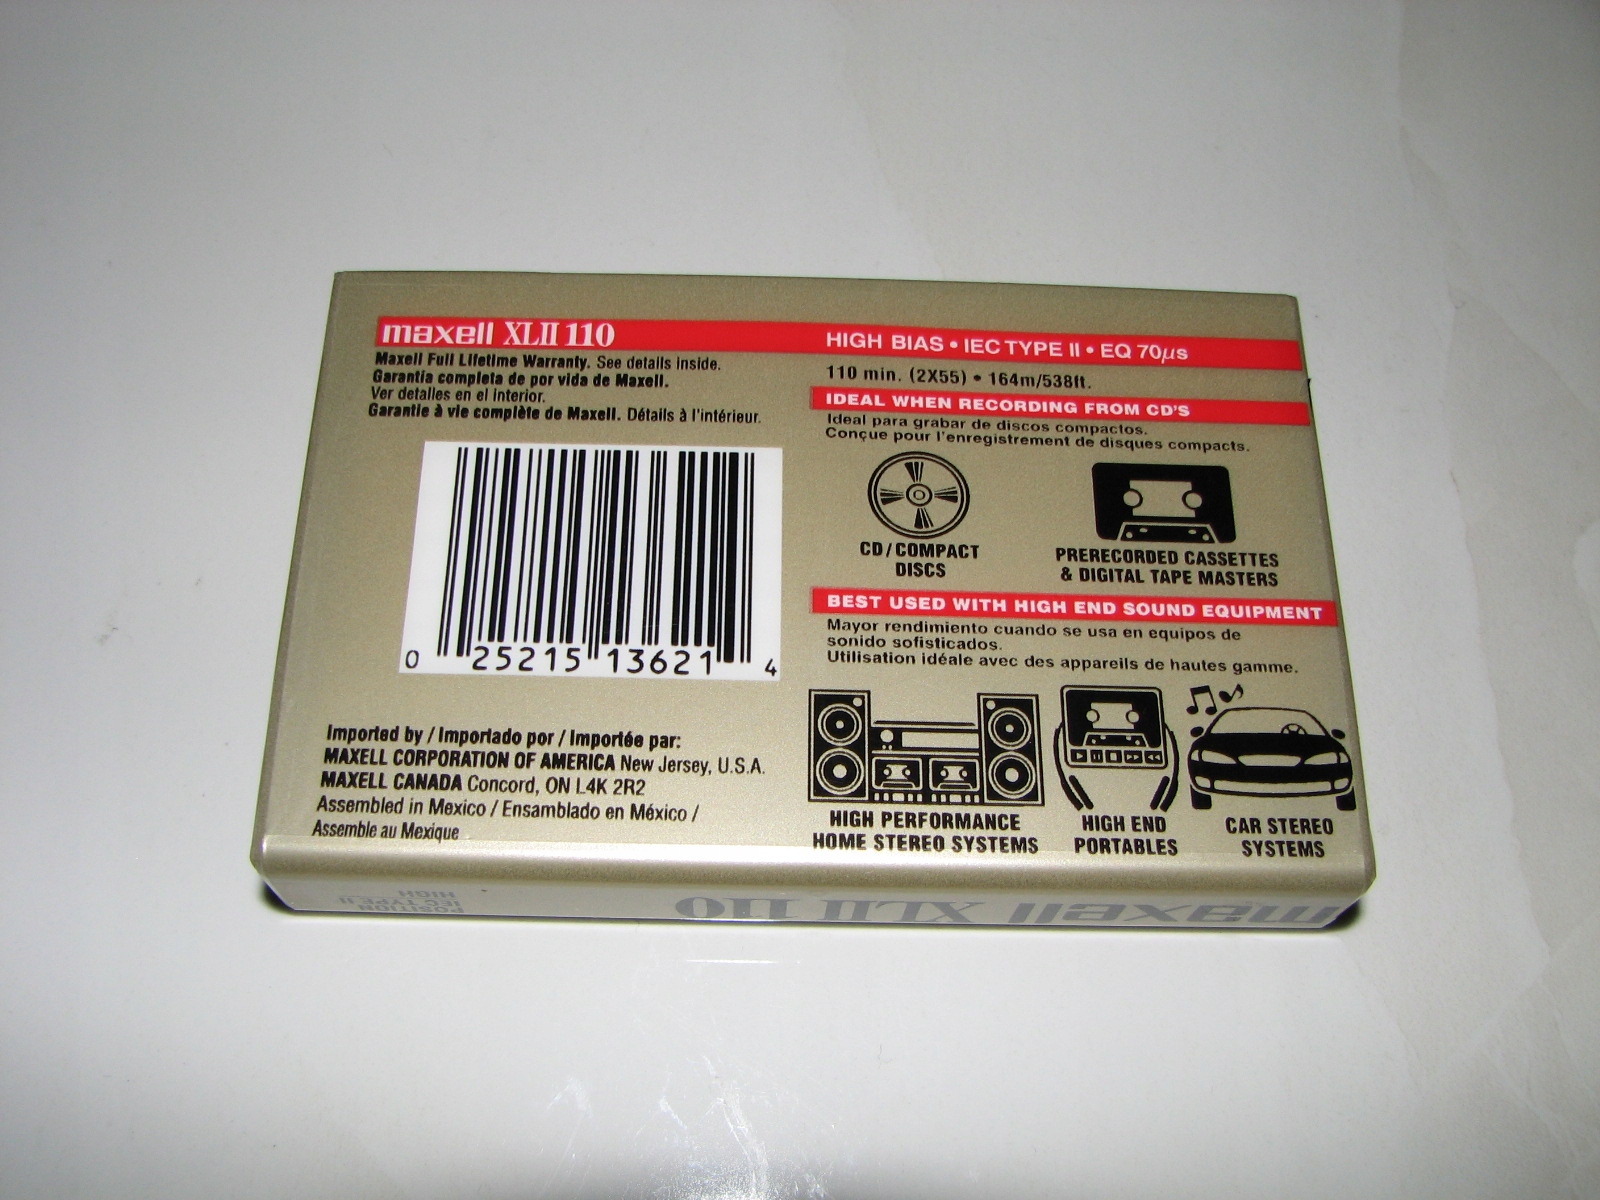 maxell XLII 110
Maxell Full Lifetime Warranty. See details inside.
Garantia completa de por vida de Maxell.
Ver detalles en el interior.
Garantie à vie complète de Maxell. Détails à l'intérieur.
0 25215 13621 4
Imported by / Importado por / Importée par:
MAXELL CORPORATION OF AMERICA New Jersey, U.S.A.
MAXELL CANADA Concord, ON L4K 2R2
Assembled in Mexico / Ensamblado en México /
Assemble au Mexique
HIGH BIAS • IEC TYPE II • EQ 70µs
110 min. (2X55) • 164m/538ft.
IDEAL WHEN RECORDING FROM CD'S
Ideal para grabar de discos compactos.
Conçue pour l'enregistrement de disques compacts.
CD/COMPACT
DISCS
PRERECORDED CASSETTES
& DIGITAL TAPE MASTERS
BEST USED WITH HIGH END SOUND EQUIPMENT
Mayor rendimiento cuando se usa en equipos de
sonido sofisticados.
Utilisation idéale avec des appareils de hautes gamme.
HIGH PERFORMANCE
HOME STEREO SYSTEMS
HIGH END
PORTABLES
CAR STEREO
SYSTEMS
maxell XLII 110
HIGH
IEC TYPE II
POSITION